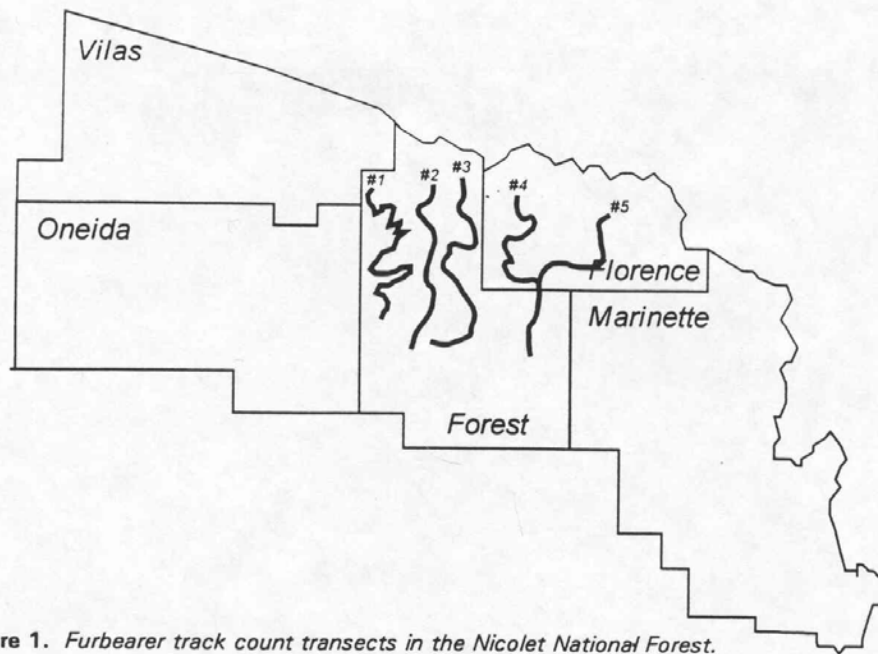 Vilas
#1
#2
#3
#4
#5
Oneida
Florence
Marinette
Forest
re 1. Furbearer track count transects in the Nicolet National Forest.